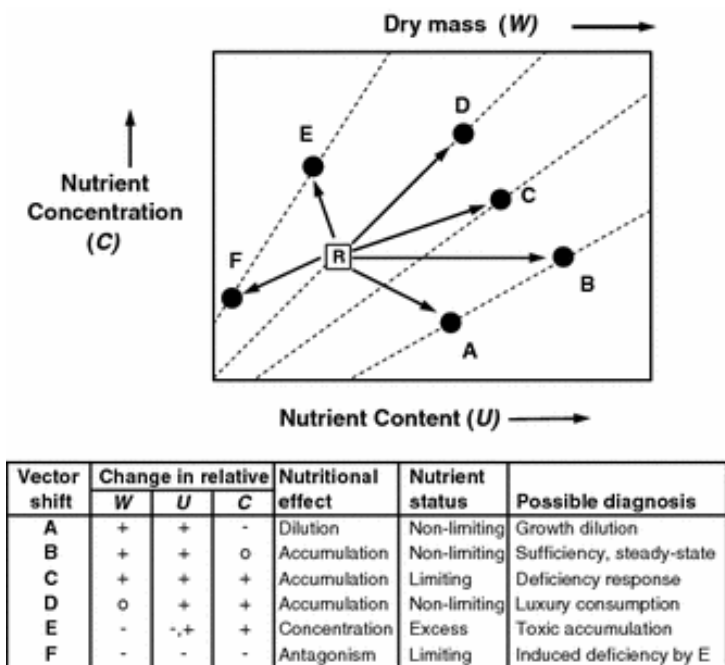 Dry mass (W)
Nutrient
Concentration
(C)
E
D
C
F
R
B
A
Nutrient Content (U)
Vector shift Change in relative Nutritional effect Nutrient status Possible diagnosis
W U C
A + + - Dilution Non-limiting Growth dilution
B + + o Accumulation Non-limiting Sufficiency, steady-state
C + + + Accumulation Limiting Deficiency response
D o + + Accumulation Non-limiting Luxury consumption
E - -,+ + Concentration Excess Toxic accumulation
F - - - Antagonism Limiting Induced deficiency by E